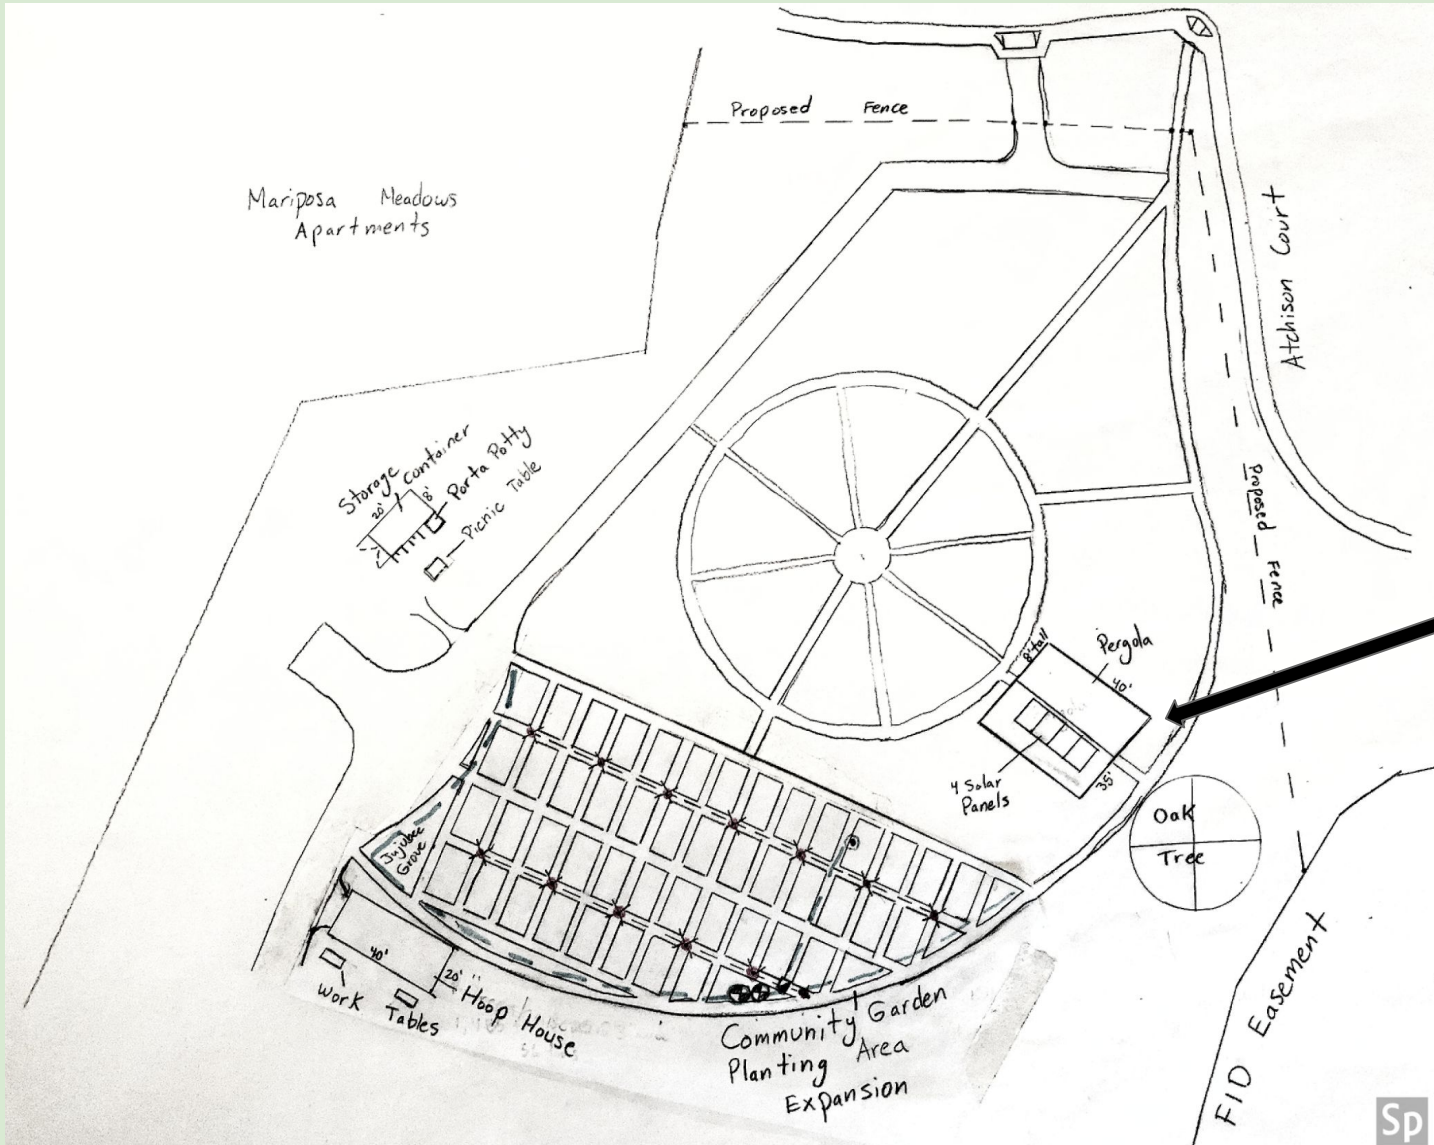 Proposed Fence
Mariposa Meadows
Apartments
Atchison Court
Storage
Container
20'
8'
Porta Potty
Picnic Table
Proposed Fence
8' tall
Pergola
40'
35'
4 Solar
Panels
Oak
Tree
Jujubee
Grove
40'
20'
Hoop House
Work
Tables
Community Garden
Planting Area
Expansion
FID Easement
Sp